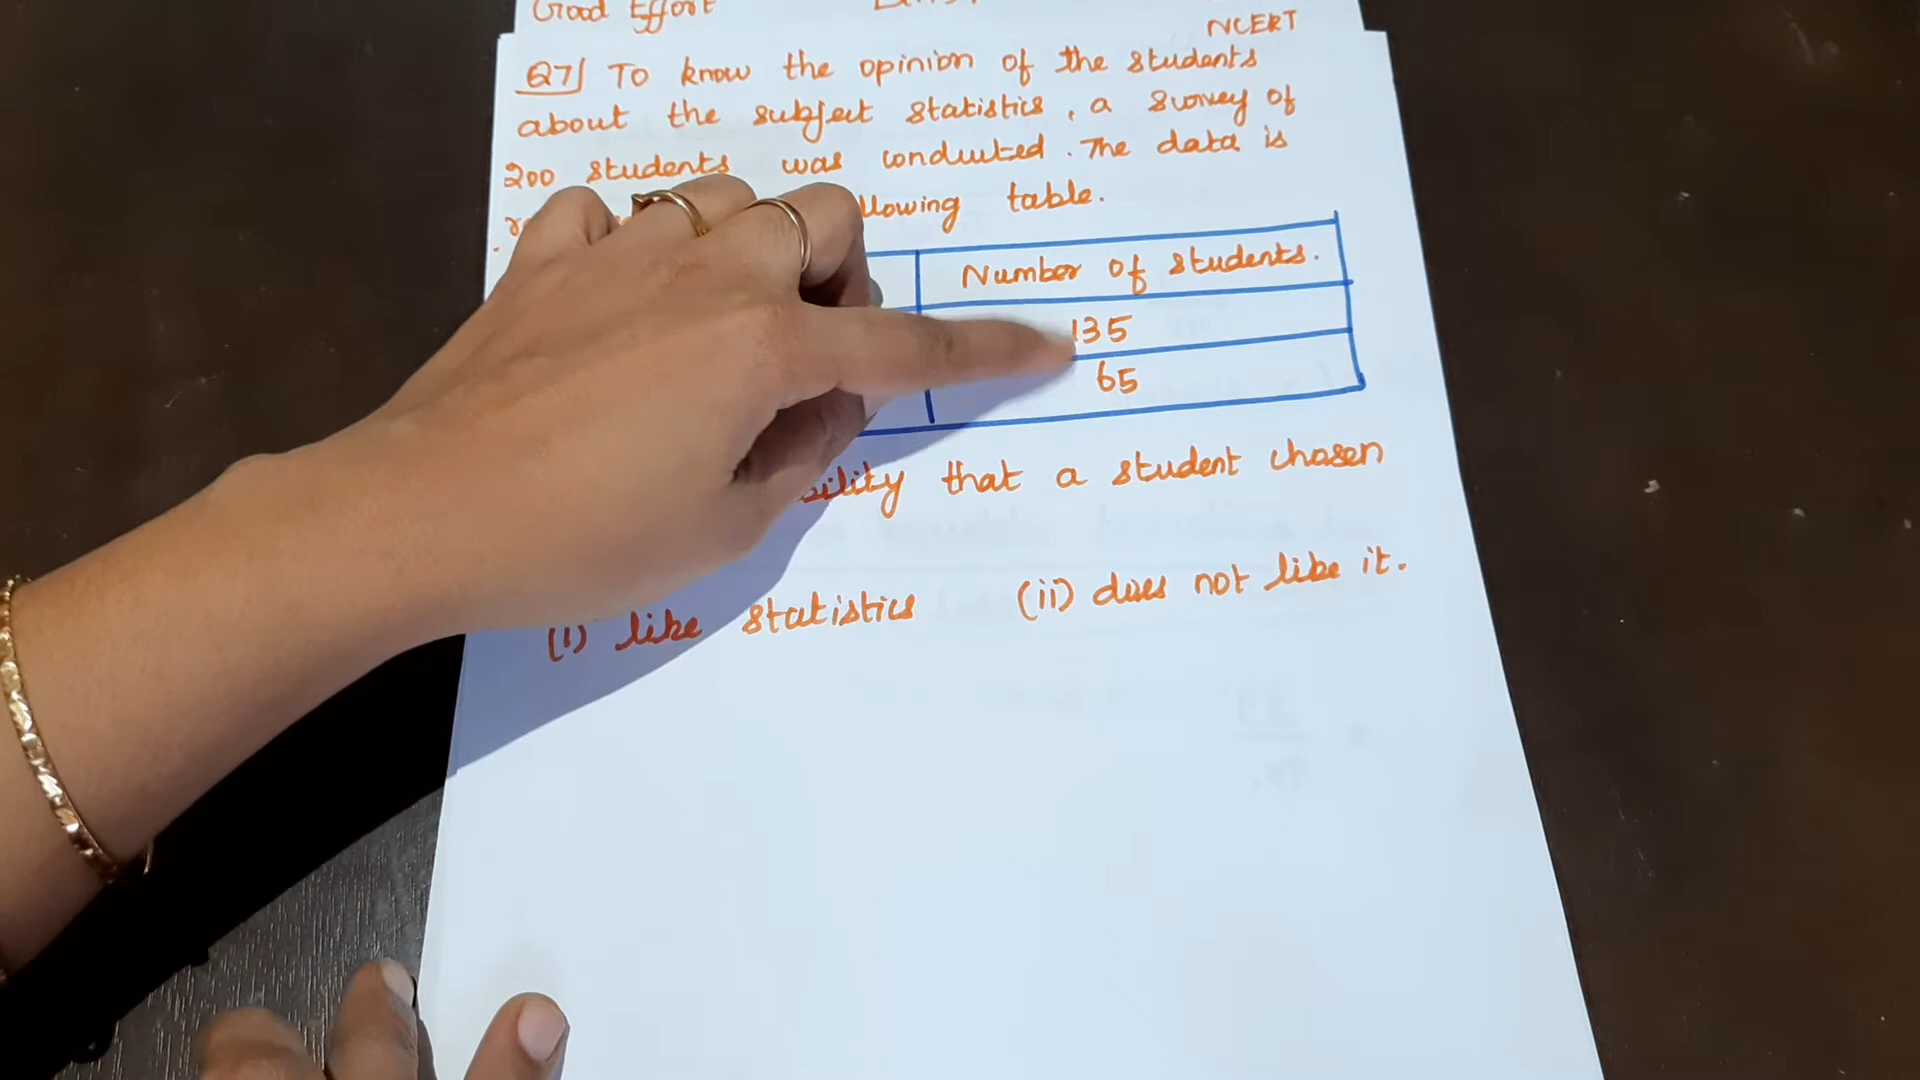 Good Effort
NCERT
Q7 To know the opinion of the students
about the subject statistics, a survey of
200 students was conducted. The data is
llowing table.
Number of students.
135
65
bility that a student chosen
(i) like statistics (ii) does not like it.